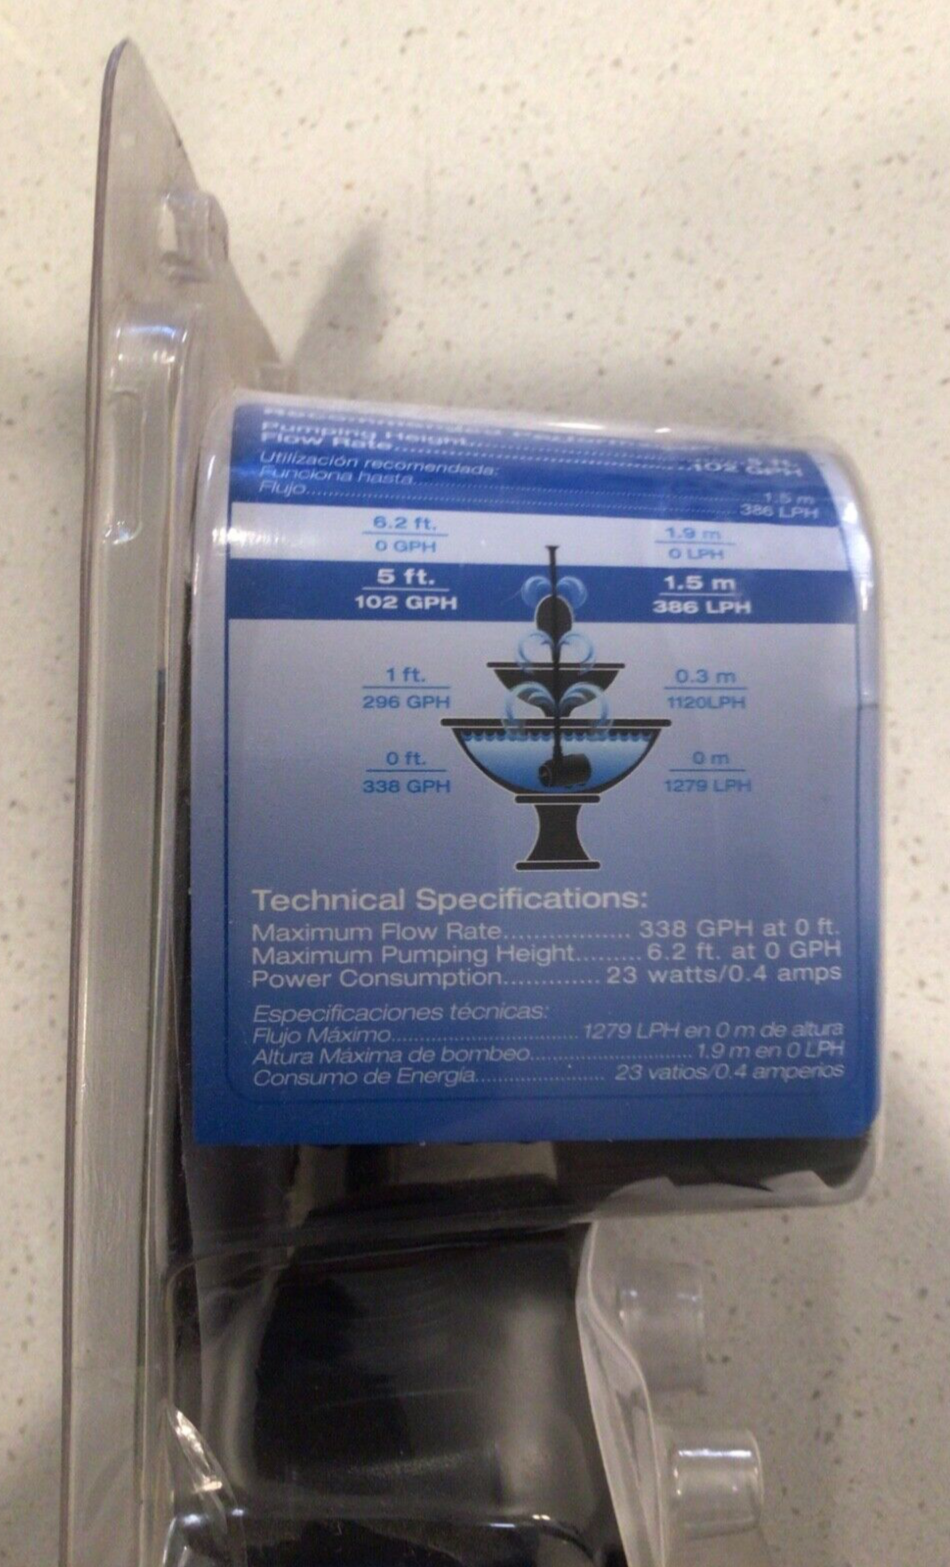 Pumping Height
Flow Rate........ 102 GPH
Utilización recomendada:
Funciona hasta........ 1.5 m
Flujo........ 386 LPH
6.2 ft. 1.9 m
0 GPH 0 LPH
5 ft. 1.5 m
102 GPH 386 LPH
1 ft. 0.3 m
296 GPH 1120LPH
0 ft. 0 m
338 GPH 1279 LPH
Technical Specifications:
Maximum Flow Rate.................. 338 GPH at 0 ft.
Maximum Pumping Height......... 6.2 ft. at 0 GPH
Power Consumption............. 23 watts/0.4 amps
Especificaciones técnicas:
Flujo Máximo........ 1279 LPH en 0 m de altura
Altura Máxima de bombeo........ 1.9 m en 0 LPH
Consumo de Energía........ 23 vatios/0.4 amperios